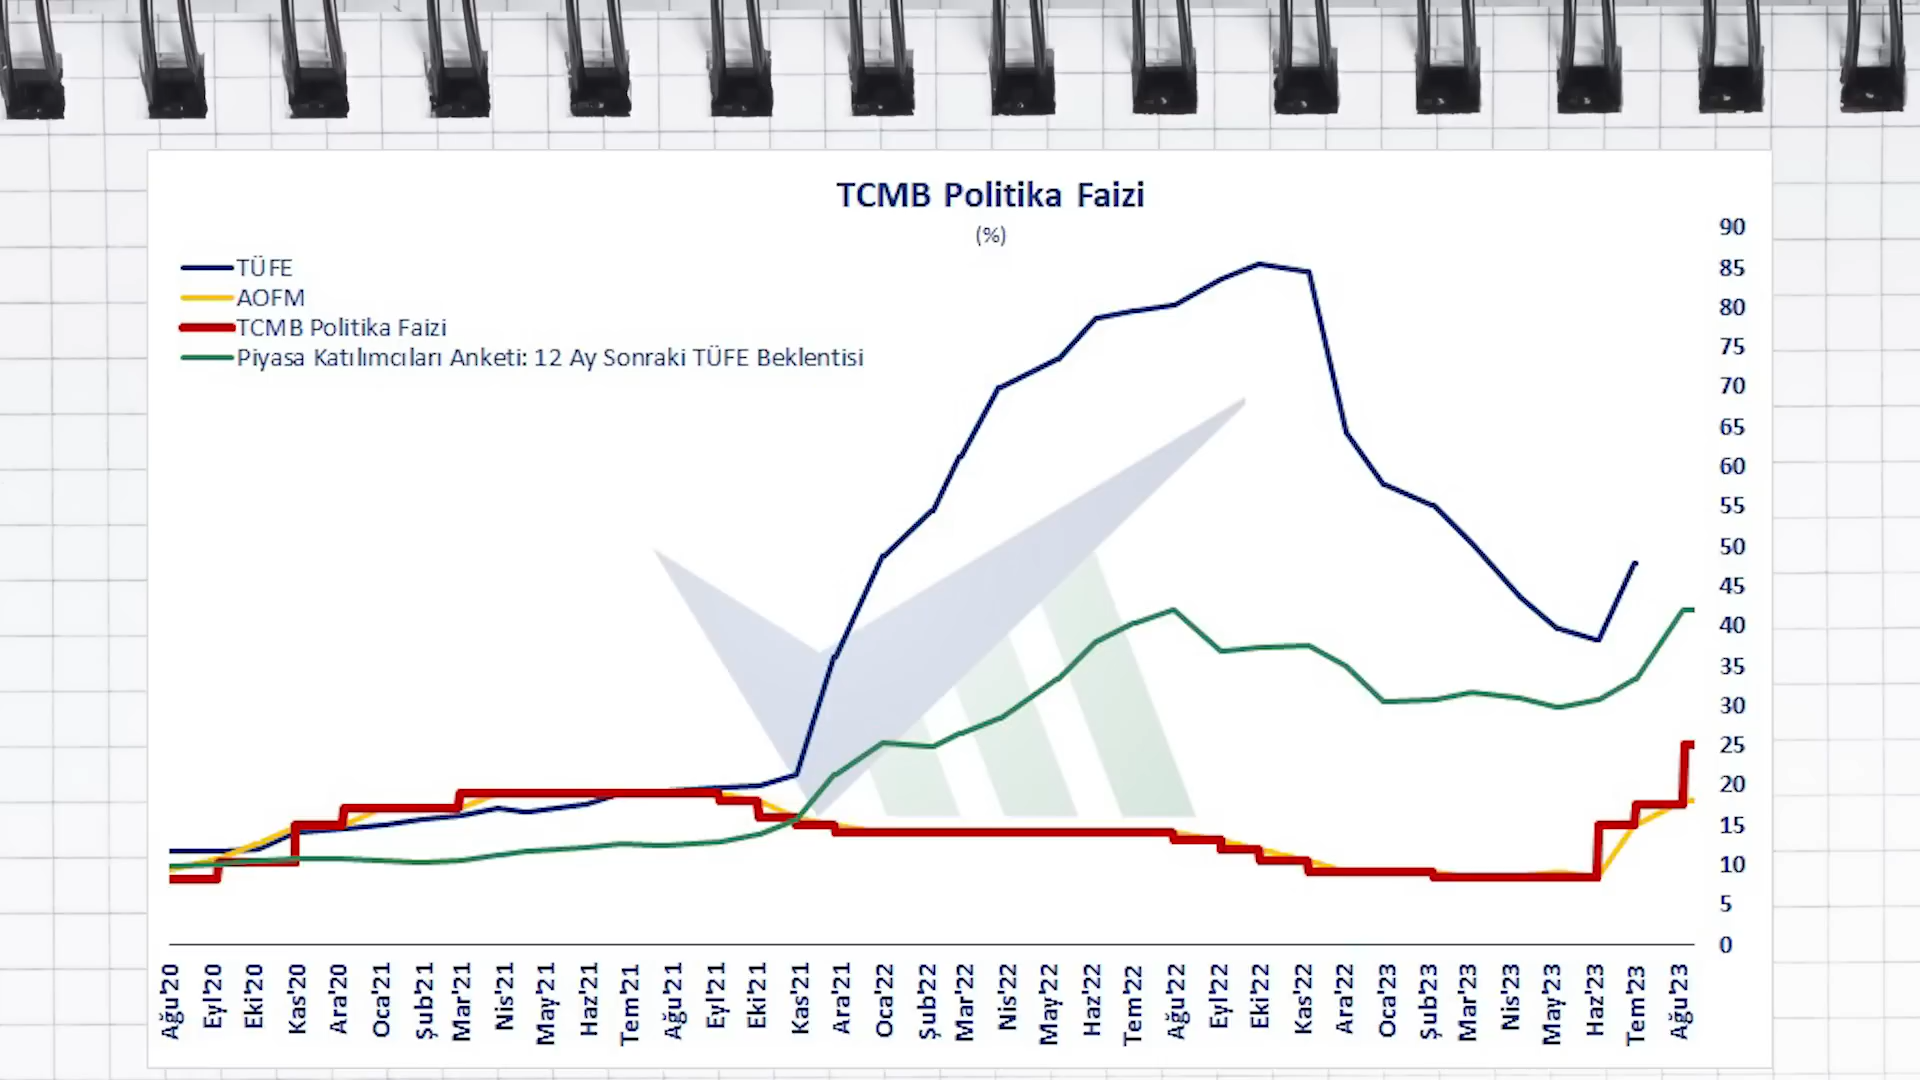 TCMB Politika Faizi
(%)
TÜFE
AOFM
TCMB Politika Faizi
Piyasa Katılımcıları Anketi: 12 Ay Sonraki TÜFE Beklentisi
90
85
80
75
70
65
60
55
50
45
40
35
30
25
20
15
10
5
0
Ağu'20
Eyl'20
Eki'20
Kas'20
Ara'20
Oca'21
Şub'21
Mar'21
Nis'21
May'21
Haz'21
Tem'21
Ağu'21
Eyl'21
Eki'21
Kas'21
Ara'21
Oca'22
Şub'22
Mar'22
Nis'22
May'22
Haz'22
Tem'22
Ağu'22
Eyl'22
Eki'22
Kas'22
Ara'22
Oca'23
Şub'23
Mar'23
Nis'23
May'23
Haz'23
Tem'23
Ağu'23